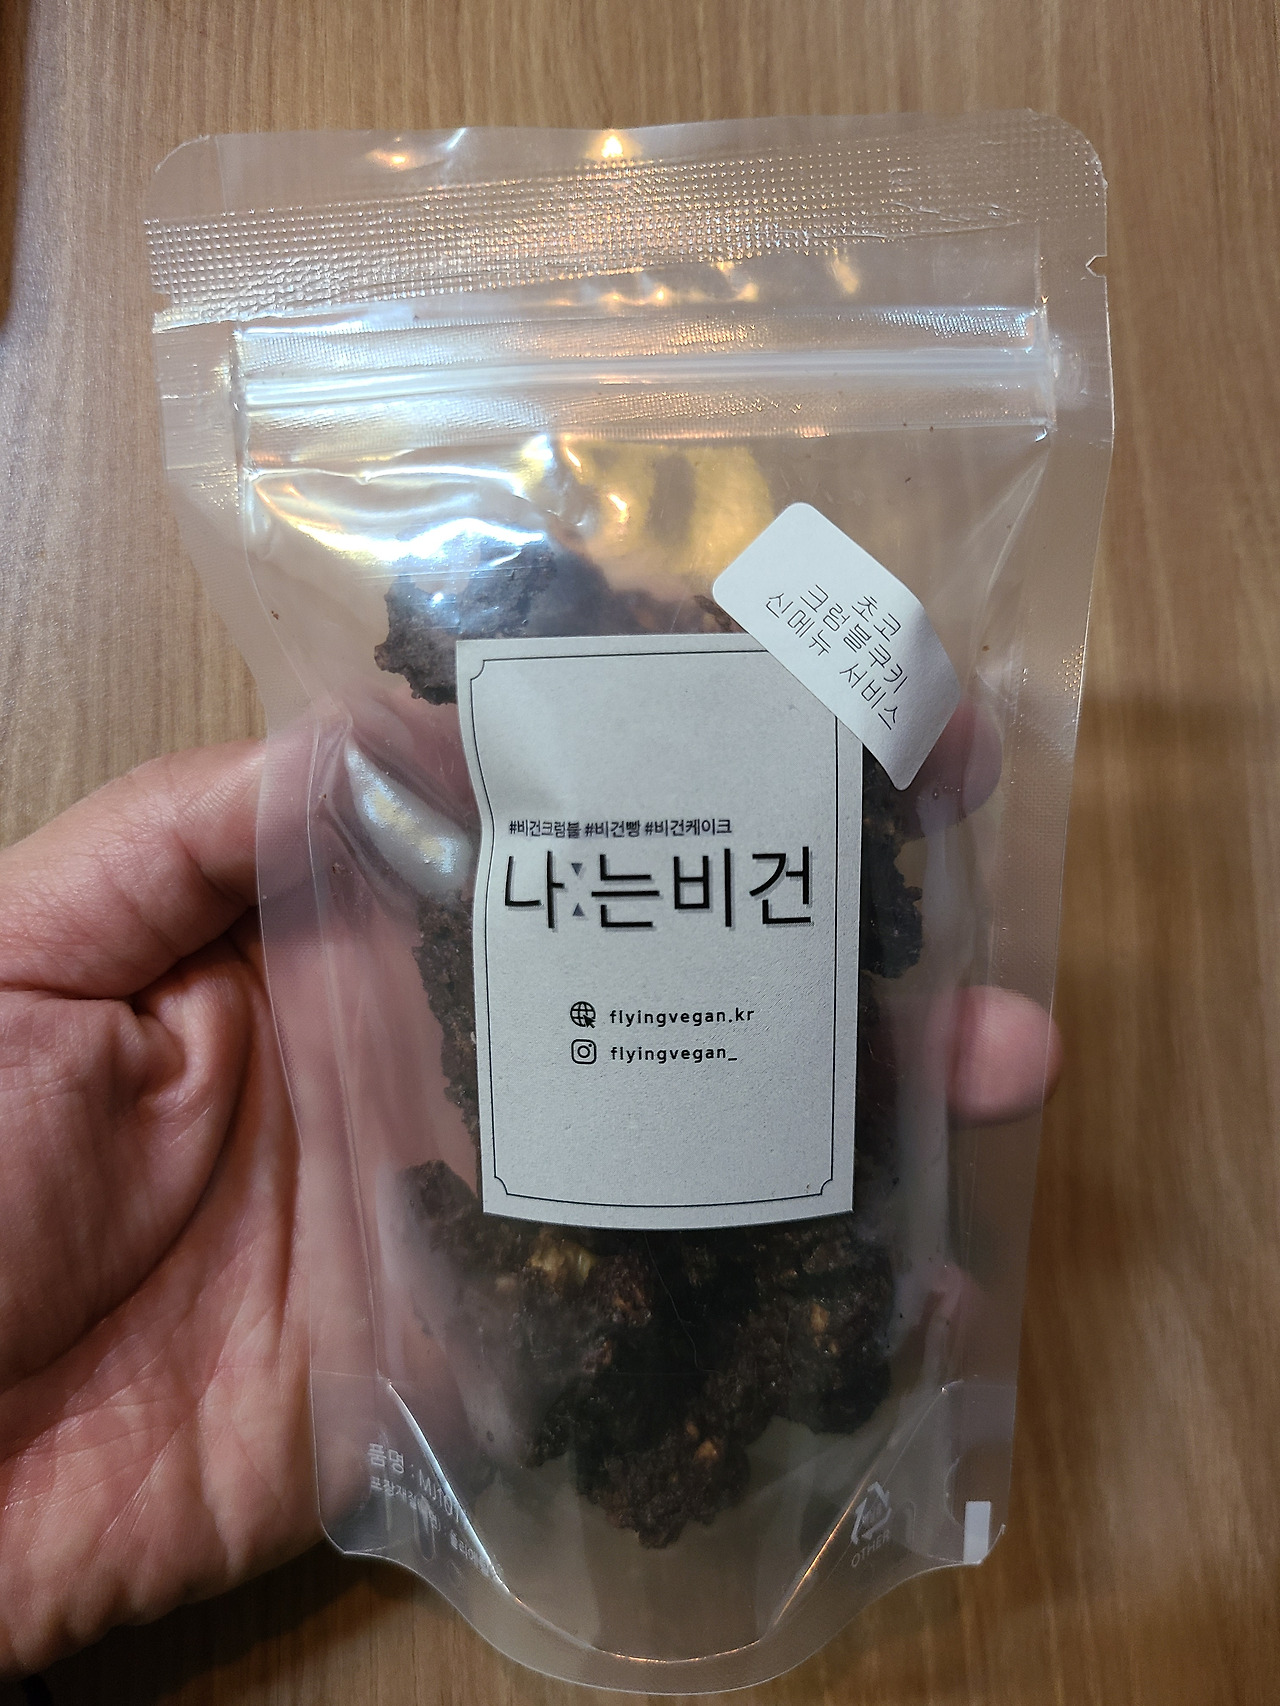 초코
크럼블쿠키
신메뉴 서비스
#비건크럼블 #비건빵 #비건케이크
나:는비건
flyingvegan.kr
flyingvegan_
품명 : MJ101
OTHER